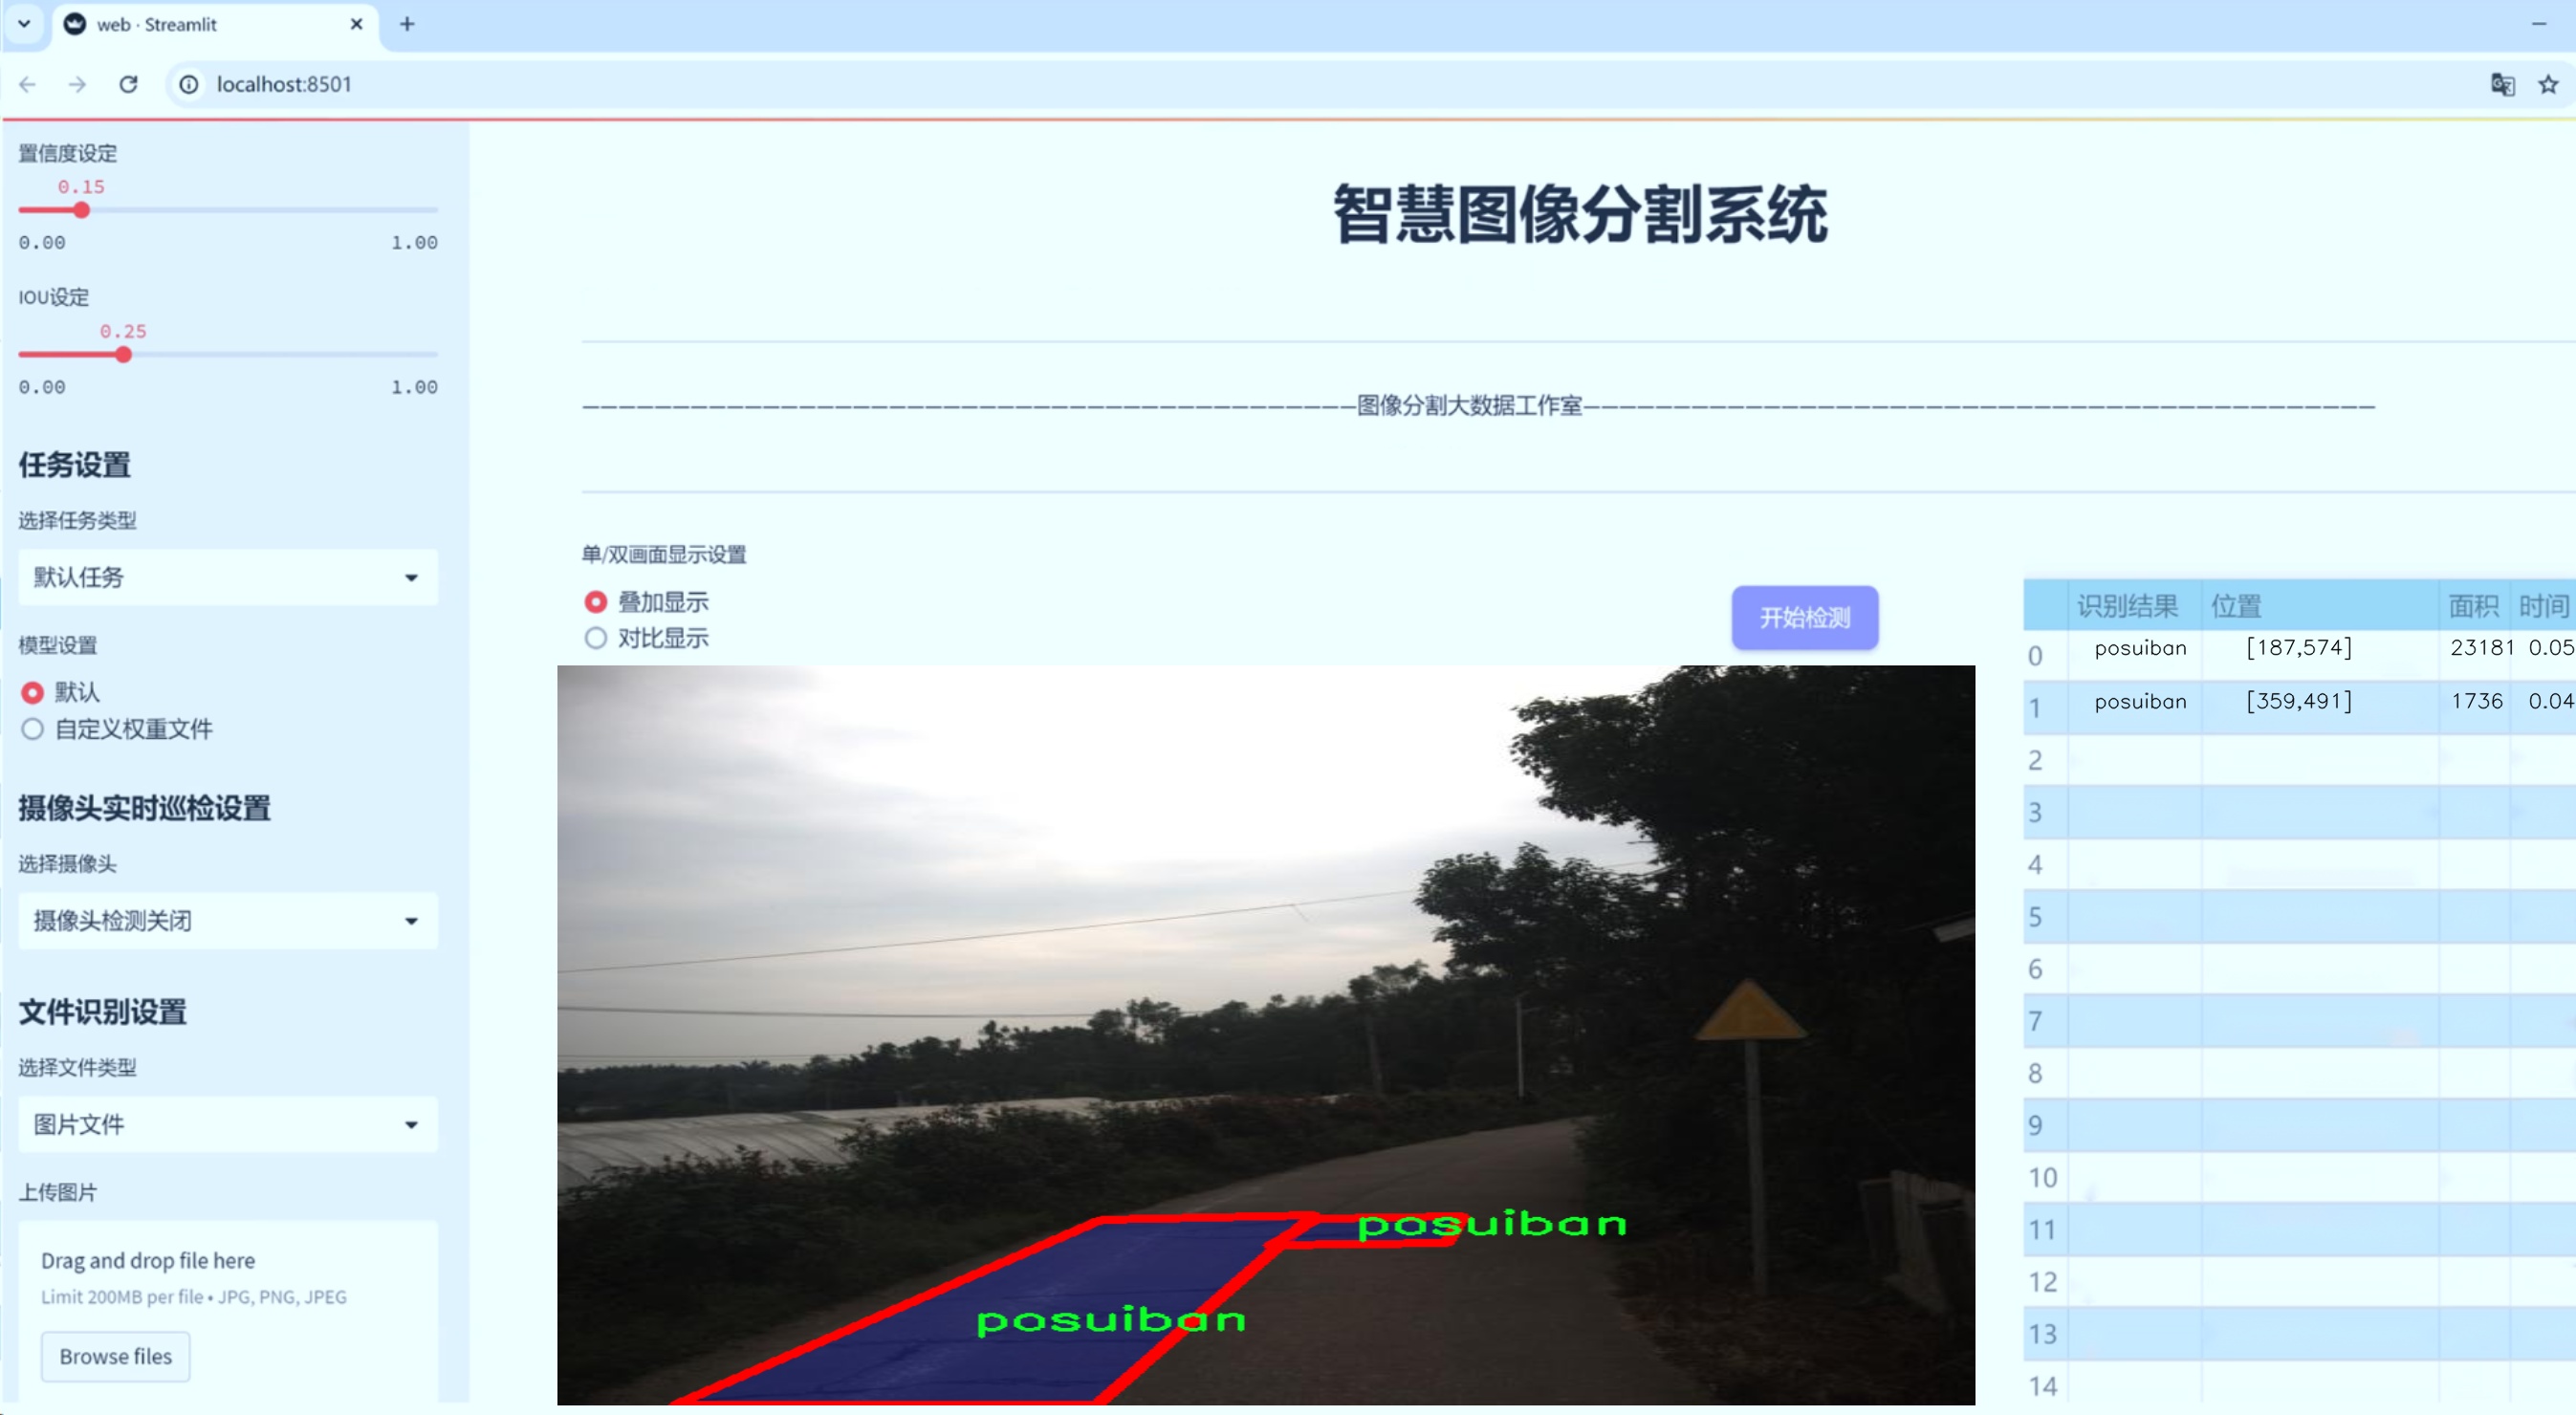 web · Streamlit
localhost:8501
置信度设定
0.15
0.00 1.00
IOU设定
0.25
0.00 1.00
任务设置
选择任务类型
默认任务
模型设置
默认
自定义权重文件
摄像头实时巡检设置
选择摄像头
摄像头检测关闭
文件识别设置
选择文件类型
图片文件
上传图片
Drag and drop file here
Limit 200MB per file • JPG, PNG, JPEG
Browse files
智慧图像分割系统
图像分割大数据工作室
单/双画面显示设置
叠加显示
对比显示
开始检测
posuiban
posuiban
识别结果 位置 面积 时间
0 posuiban [187,574] 23181 0.05
1 posuiban [359,491] 1736 0.04
2
3
4
5
6
7
8
9
10
11
12
13
14